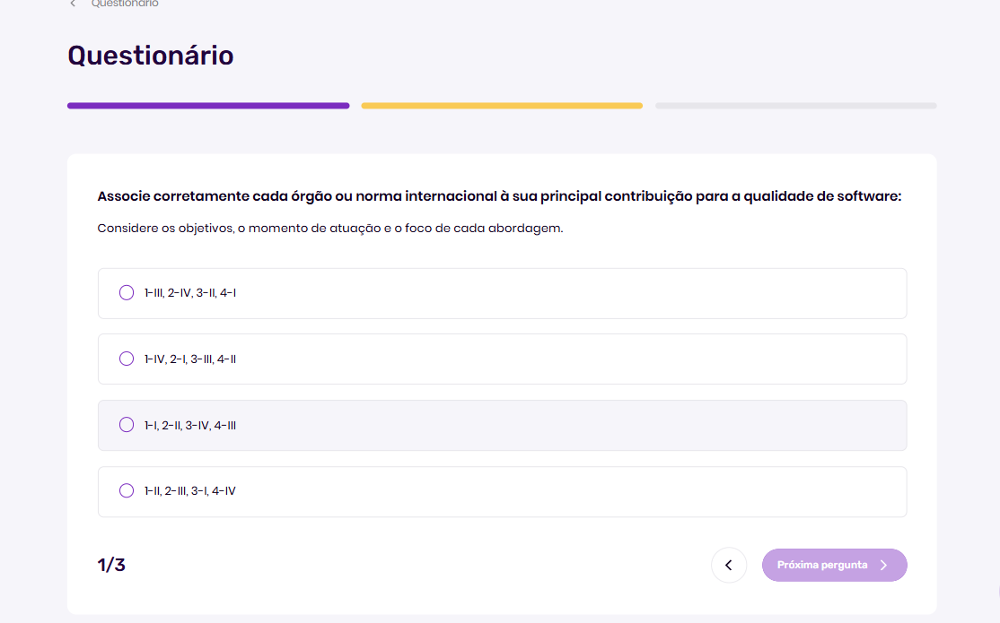 Questionário
Questionário
Associe corretamente cada órgão ou norma internacional à sua principal contribuição para a qualidade de software:
Considere os objetivos, o momento de atuação e o foco de cada abordagem.
1-III, 2-IV, 3-II, 4-I
1-IV, 2-I, 3-III, 4-II
1-I, 2-II, 3-IV, 4-III
1-II, 2-III, 3-I, 4-IV
1/3
Próxima pergunta